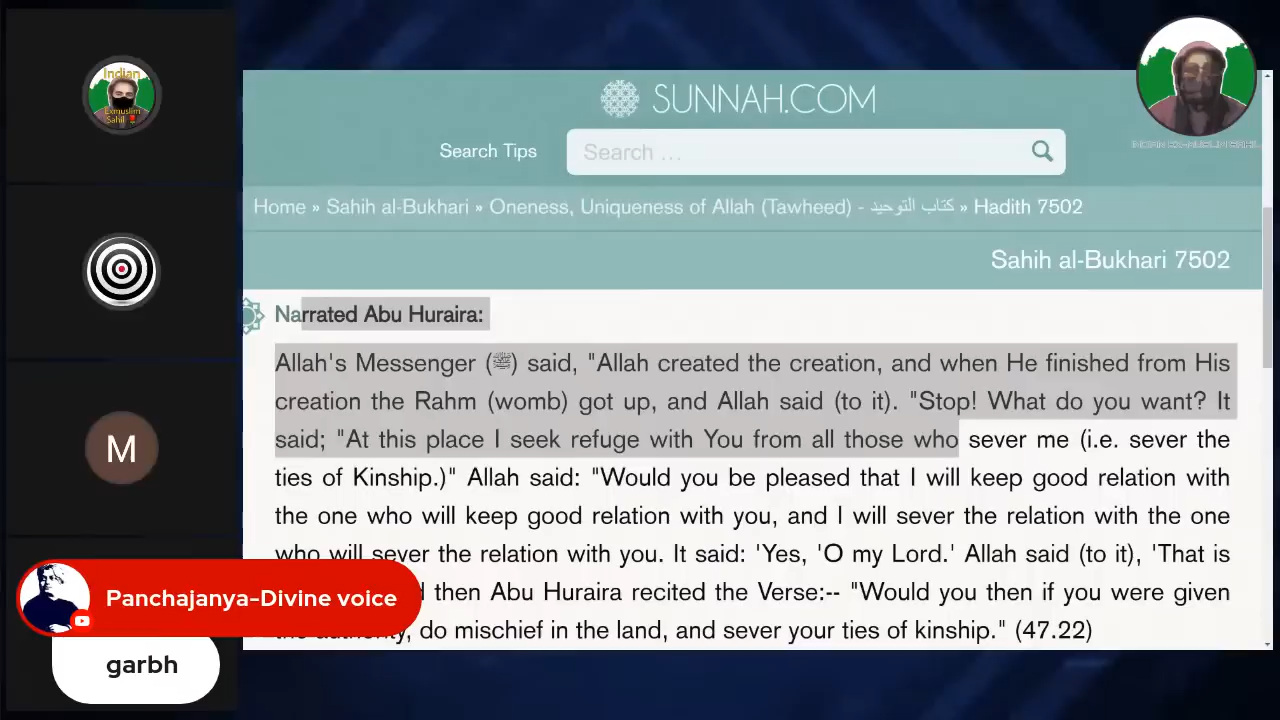 Indian
Exmuslim
Sahil
SUNNAH.COM
Search Tips
Search ...
Home » Sahih al-Bukhari » Oneness, Uniqueness of Allah (Tawheed) - كتاب التوحيد » Hadith 7502
Sahih al-Bukhari 7502
Narrated Abu Huraira:
Allah's Messenger (ﷺ) said, "Allah created the creation, and when He finished from His
creation the Rahm (womb) got up, and Allah said (to it). "Stop! What do you want? It
said; "At this place I seek refuge with You from all those who sever me (i.e. sever the
ties of Kinship.)" Allah said: "Would you be pleased that I will keep good relation with
the one who will keep good relation with you, and I will sever the relation with the one
who will sever the relation with you. It said: 'Yes, 'O my Lord.' Allah said (to it), 'That is
then Abu Huraira recited the Verse:-- "Would you then if you were given
authority, do mischief in the land, and sever your ties of kinship." (47.22)
M
Panchajanya-Divine voice
garbh